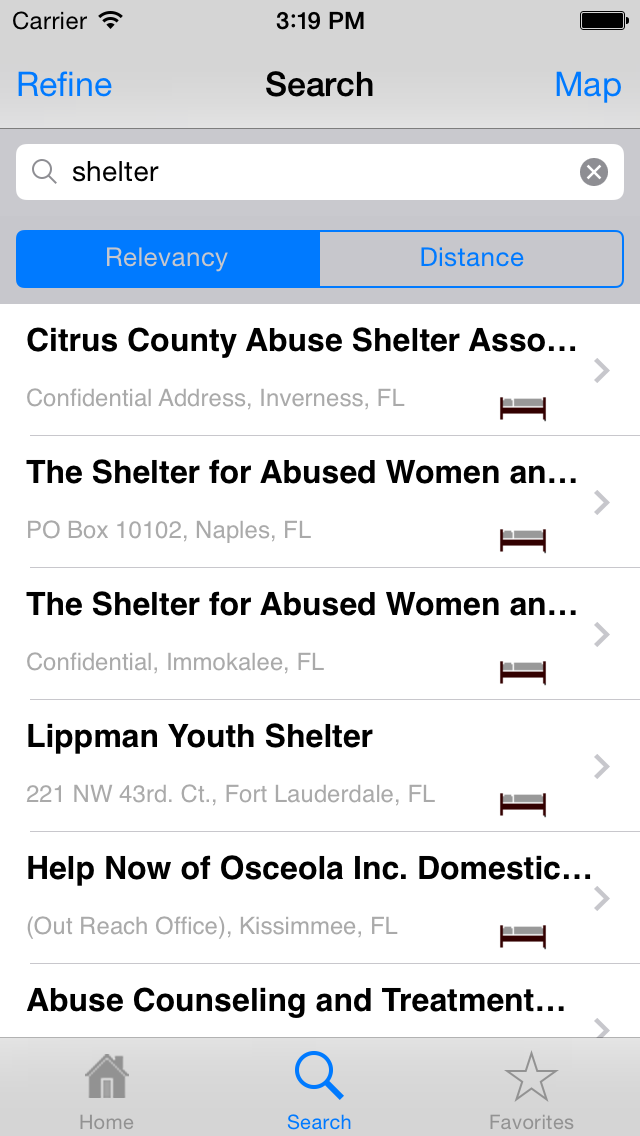 Carrier 3:19 PM
Refine Search Map
shelter
Relevancy Distance
Citrus County Abuse Shelter Asso...
Confidential Address, Inverness, FL
The Shelter for Abused Women an...
PO Box 10102, Naples, FL
The Shelter for Abused Women an...
Confidential, Immokalee, FL
Lippman Youth Shelter
221 NW 43rd. Ct., Fort Lauderdale, FL
Help Now of Osceola Inc. Domestic...
(Out Reach Office), Kissimmee, FL
Abuse Counseling and Treatment...
Home Search Favorites